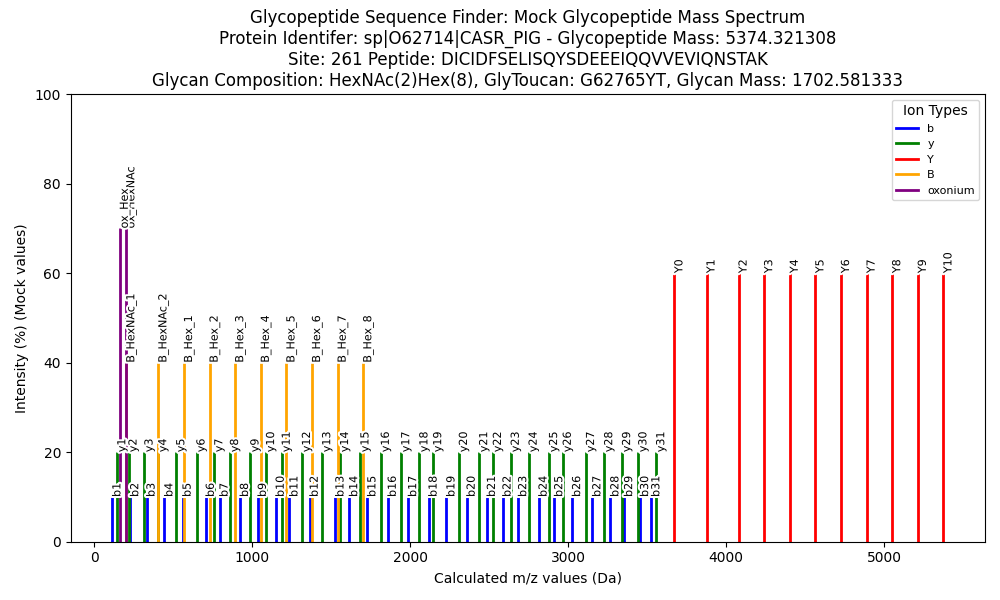 Glycopeptide Sequence Finder: Mock Glycopeptide Mass Spectrum
Protein Identifer: sp|O62714|CASR_PIG - Glycopeptide Mass: 5374.321308
Site: 261 Peptide: DICIDFSELISQYSDEEEIQQVVEVIQNSTAK
Glycan Composition: HexNAc(2)Hex(8), GlyToucan: G62765YT, Glycan Mass: 1702.581333
Intensity (%) (Mock values)
100
80
60
40
20
0
Ion Types
b
y
Y
B
oxonium
ox_Hex
ox_HexNAc
Y0
Y1
Y2
Y3
Y4
Y5
Y6
Y7
Y8
Y9
Y10
B_HexNAc_1
B_HexNAc_2
B_Hex_1
B_Hex_2
B_Hex_3
B_Hex_4
B_Hex_5
B_Hex_6
B_Hex_7
B_Hex_8
y1
y2
y3
y4
y5
y6
y7
y8
y9
y10
y11
y12
y13
y14
y15
y16
y17
y18
y19
y20
y21
y22
y23
y24
y25
y26
y27
y28
y29
y30
y31
b1
b2
b3
b4
b5
b6
b7
b8
b9
b10
b11
b12
b13
b14
b15
b16
b17
b18
b19
b20
b21
b22
b23
b24
b25
b26
b27
b28
b29
b30
b31
0
1000
2000
3000
4000
5000
Calculated m/z values (Da)